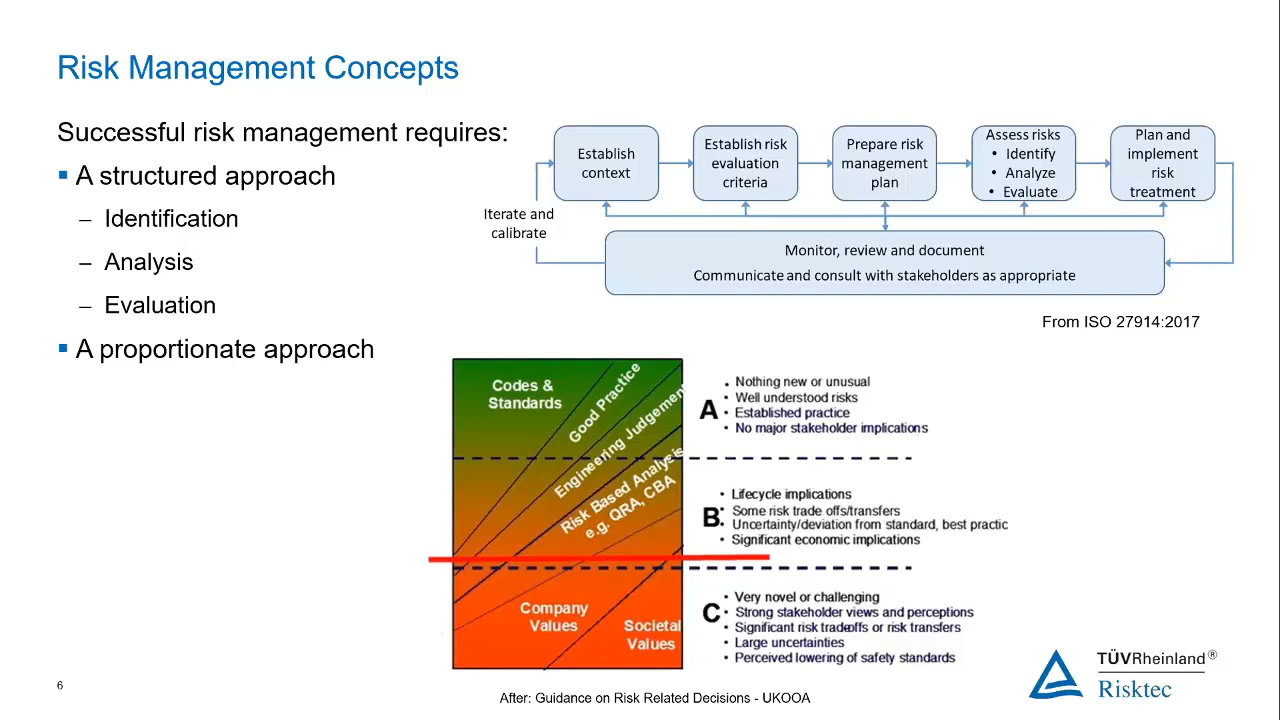 Risk Management Concepts
Successful risk management requires:
▪ A structured approach
– Identification
– Analysis
– Evaluation
▪ A proportionate approach
Establish
context
Establish risk
evaluation
criteria
Prepare risk
management
plan
Assess risks
• Identify
• Analyze
• Evaluate
Plan and
implement
risk
treatment
Iterate and
calibrate
Monitor, review and document
Communicate and consult with stakeholders as appropriate
From ISO 27914:2017
Codes &
Standards
Good Practice
Engineering Judgement
Risk Based Analysis
e.g. QRA, CBA
Company
Values
Societal
Values
A
• Nothing new or unusual
• Well understood risks
• Established practice
• No major stakeholder implications
B
• Lifecycle implications
• Some risk trade offs/transfers
• Uncertainty/deviation from standard, best practic
• Significant economic implications
C
• Very novel or challenging
• Strong stakeholder views and perceptions
• Significant risk tradeoffs or risk transfers
• Large uncertainties
• Perceived lowering of safety standards
After: Guidance on Risk Related Decisions - UKOOA
6
TÜVRheinland®
Risktec